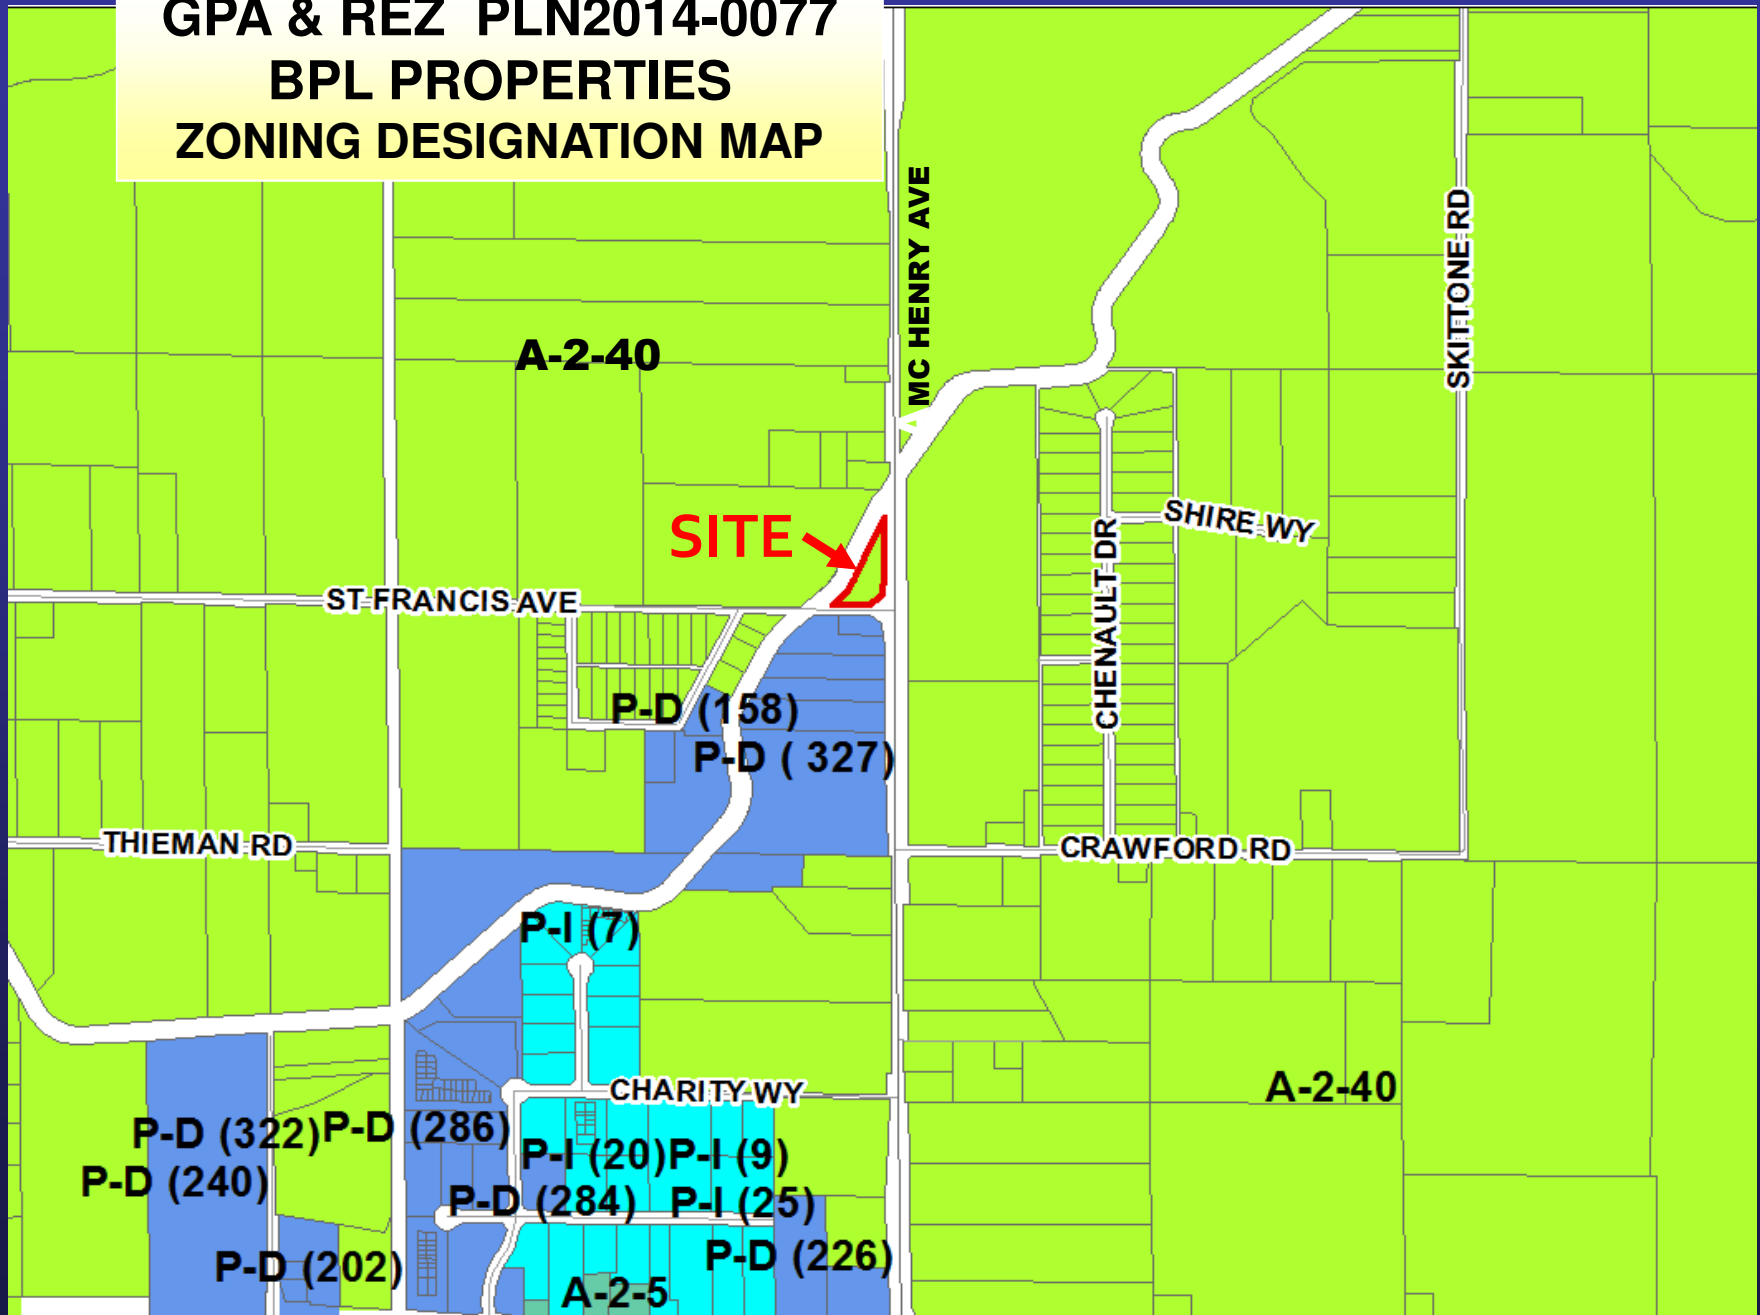 GPA & REZ PLN2014-0077
BPL PROPERTIES
ZONING DESIGNATION MAP
MC HENRY AVE
SKITTONE RD
A-2-40
SITE
SHIRE WY
CHENAULT DR
ST FRANCIS AVE
P-D (158)
P-D ( 327)
THIEMAN RD
CRAWFORD RD
P-I (7)
CHARITY WY
A-2-40
P-D (322)
P-D (286)
P-I (20)
P-I (9)
P-D (240)
P-D (284)
P-I (25)
P-D (202)
P-D (226)
A-2-5